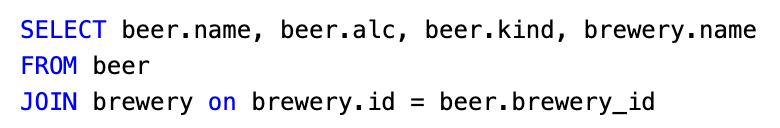 SELECT beer.name, beer.alc, beer.kind, brewery.name
FROM beer
JOIN brewery on brewery.id = beer.brewery_id